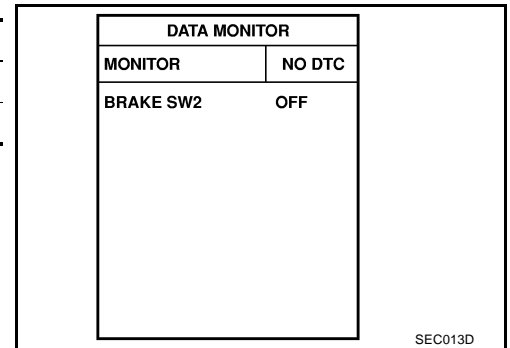 DATA MONITOR
MONITOR NO DTC
BRAKE SW2 OFF
SEC013D